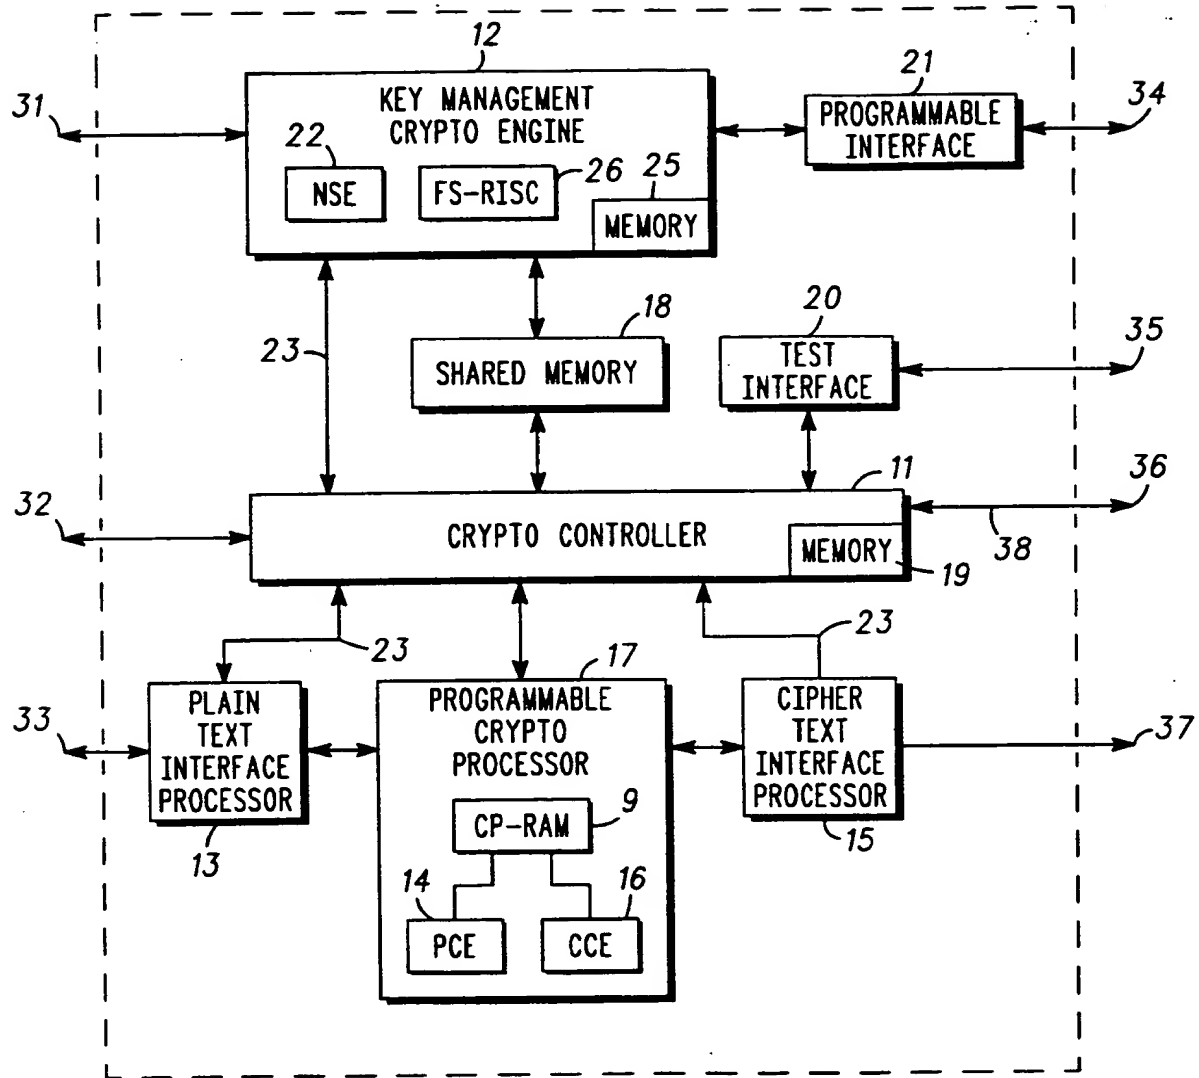 12
KEY MANAGEMENT
CRYPTO ENGINE
21
PROGRAMMABLE
INTERFACE
31
34
22
NSE
FS-RISC
26
25
MEMORY
23
18
SHARED MEMORY
20
TEST
INTERFACE
35
11
36
32
CRYPTO CONTROLLER
MEMORY
19
38
23
23
17
33
PLAIN
TEXT
INTERFACE
PROCESSOR
13
PROGRAMMABLE
CRYPTO
PROCESSOR
CIPHER
TEXT
INTERFACE
PROCESSOR
15
37
CP-RAM
9
14
PCE
16
CCE